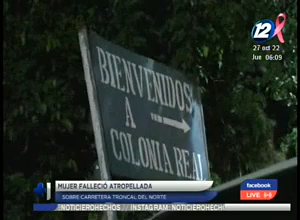 12
27 oct 22
Jue 06:09
BIENVENIDOS
A
COLONIA REAL
MUJER FALLECIÓ ATROPELLADA
SOBRE CARRETERA TRONCAL DEL NORTE
facebook
LIVE
NOTICIEROHECHOS // INSTAGRAM: NOTICIEROHECHOS